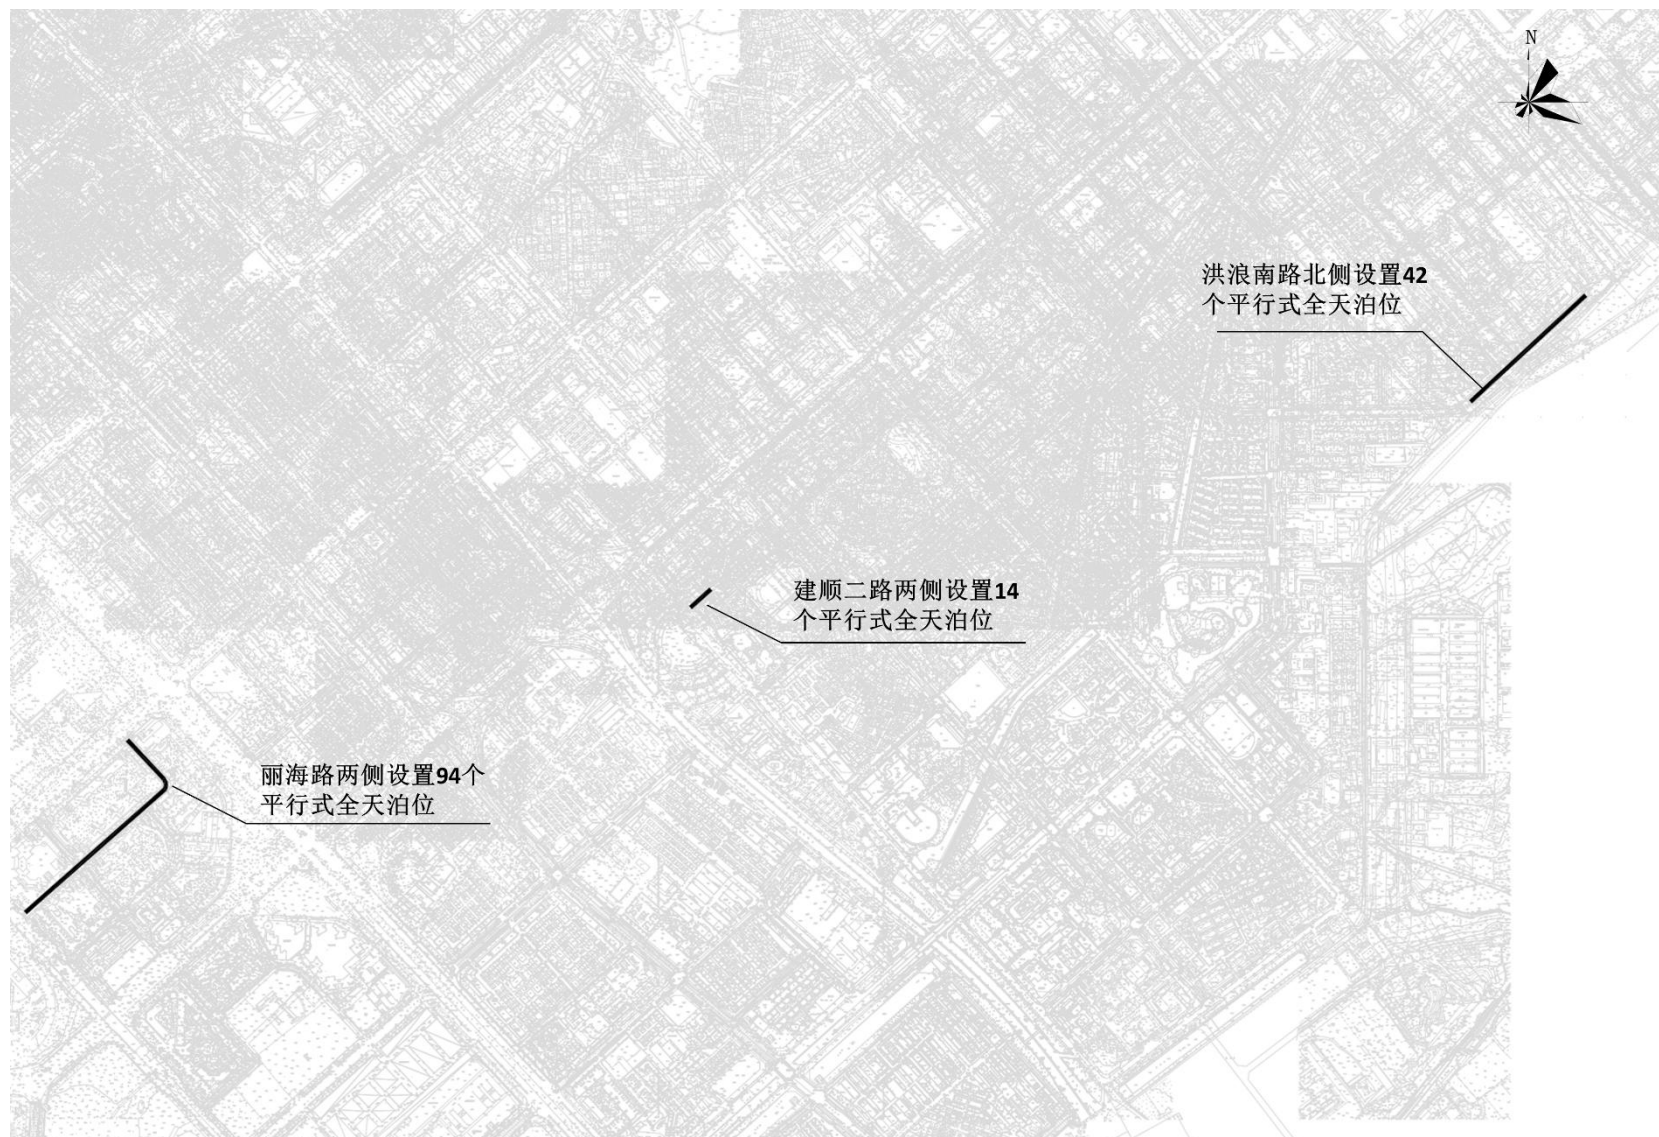 N
洪浪南路北侧设置42
个平行式全天泊位
建顺二路两侧设置14
个平行式全天泊位
丽海路两侧设置94个
平行式全天泊位